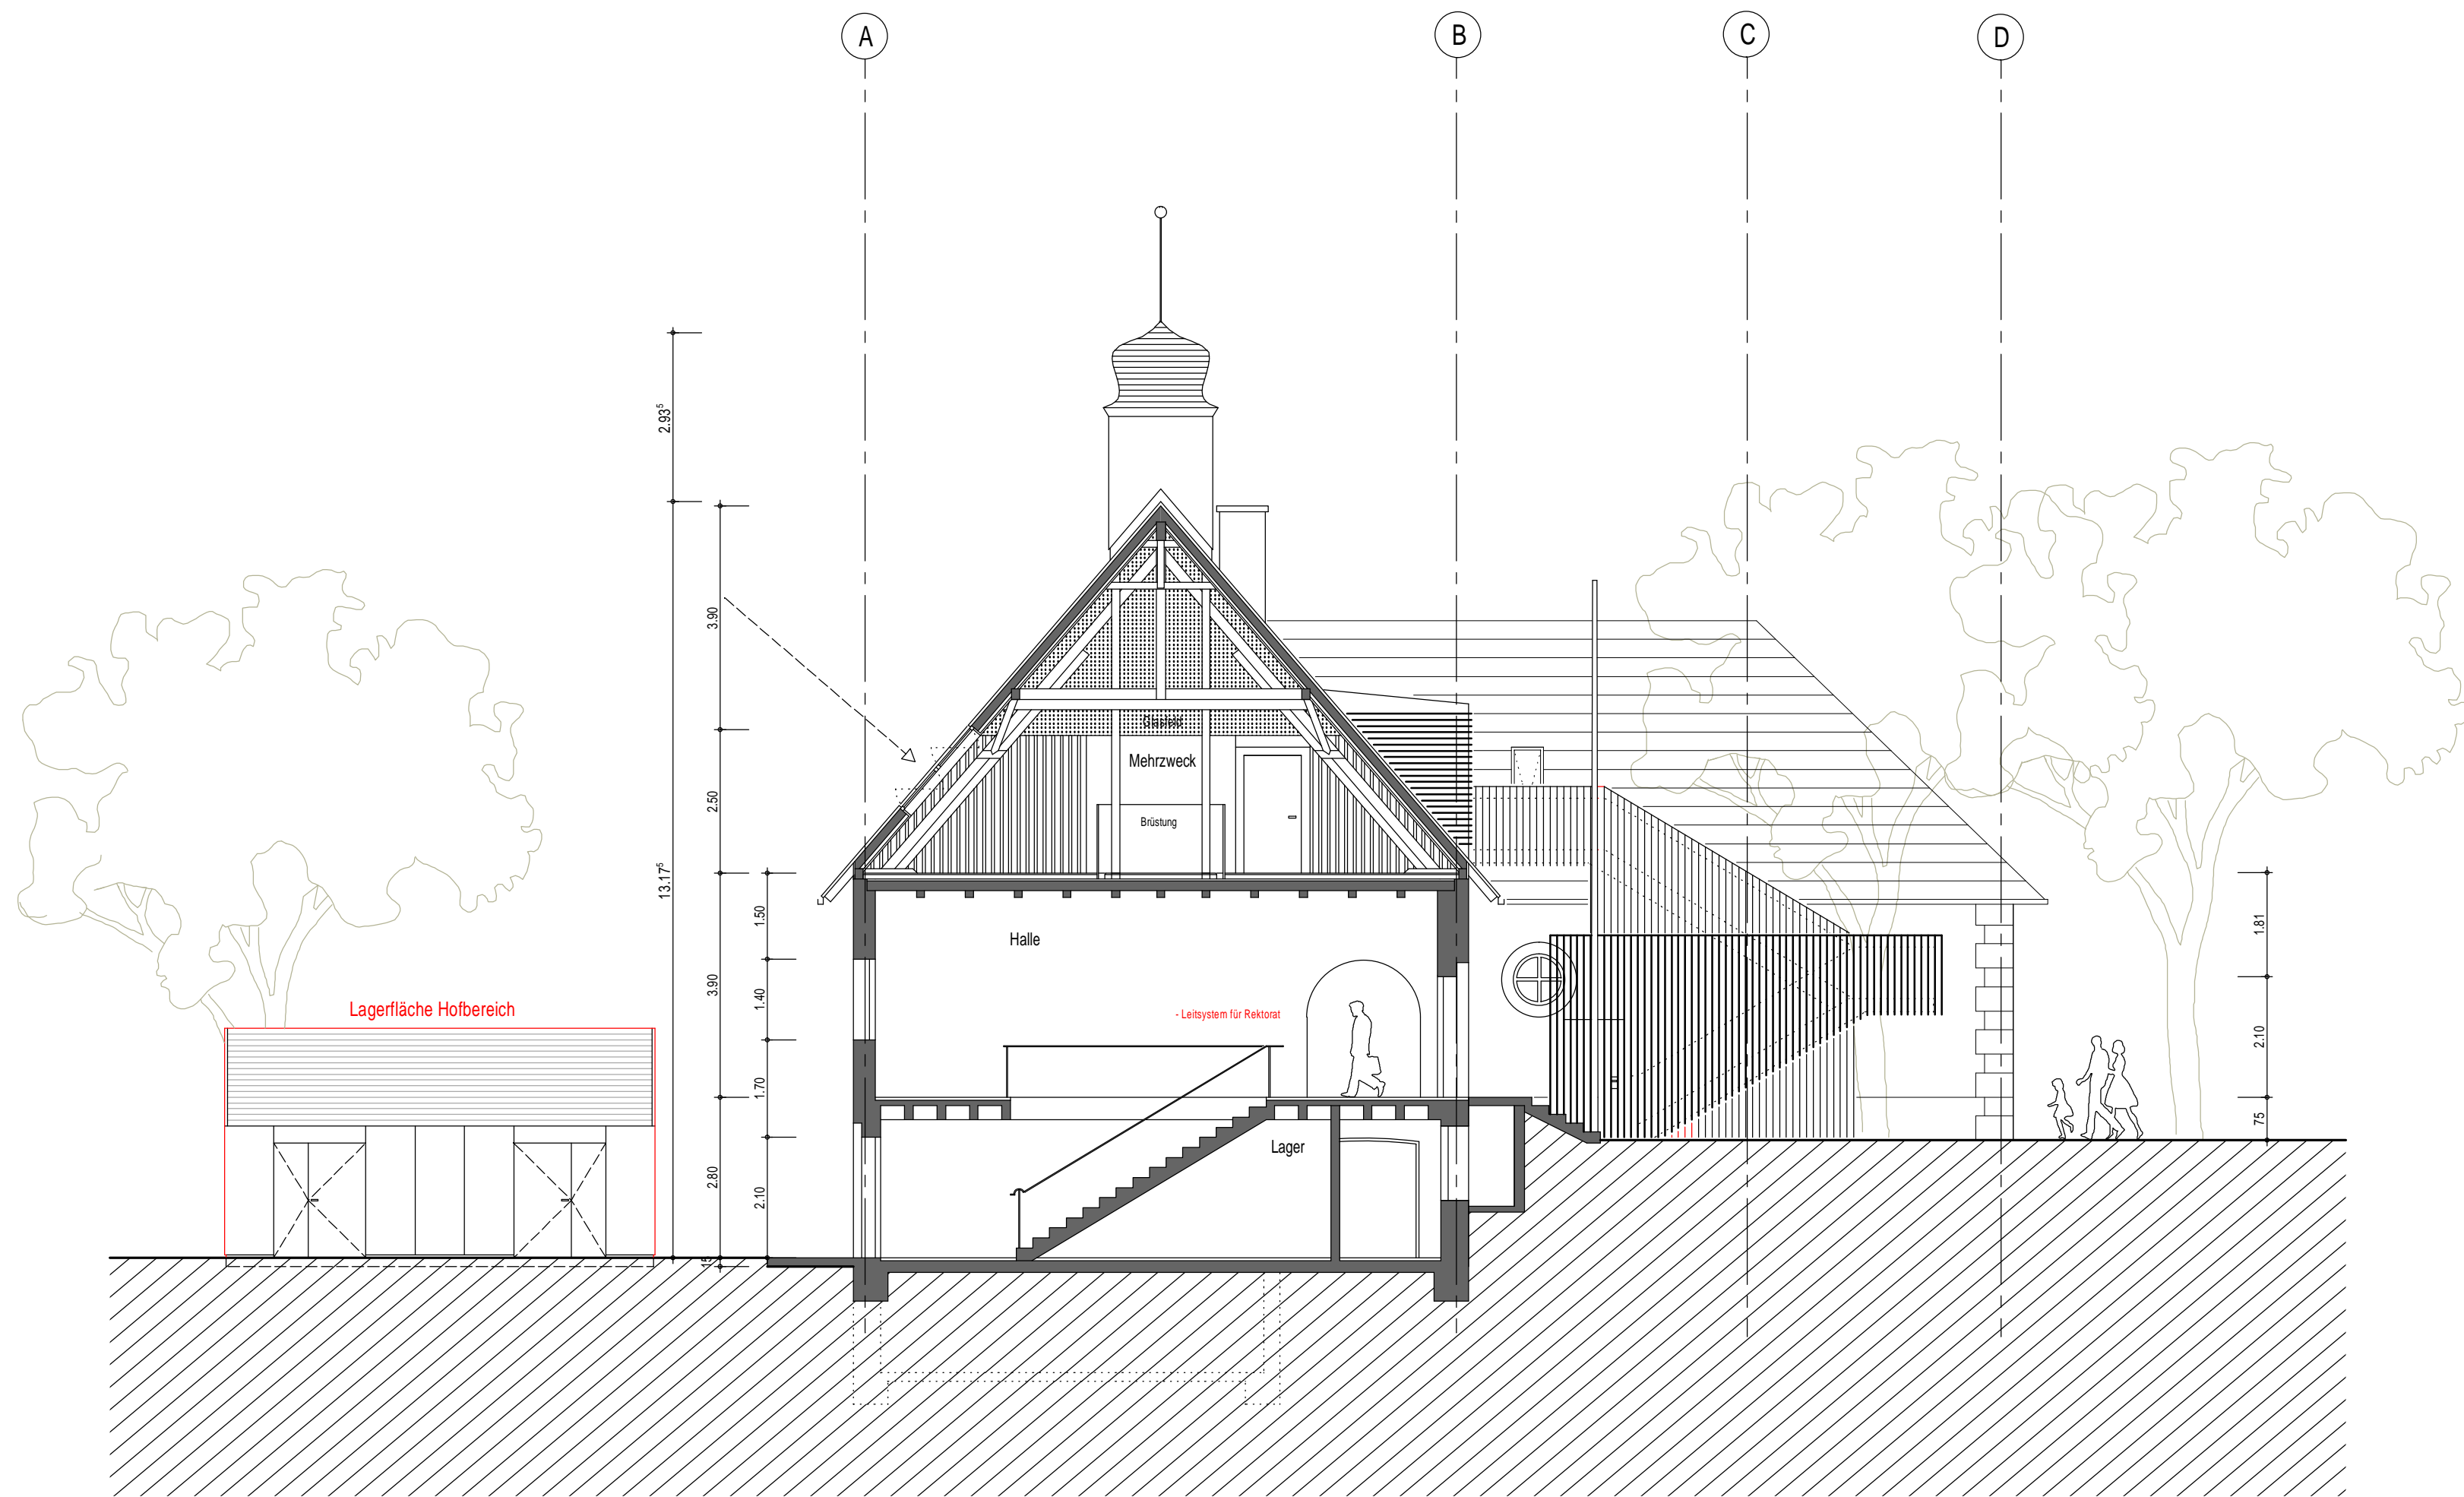 A
B
C
D
2.93⁵
13.17⁵
3.90
2.50
3.90
2.80
15
1.50
1.40
1.70
2.10
Glasfeld
Mehrzweck
Brüstung
Halle
Lagerfläche Hofbereich
- Leitsystem für Rektorat
Lager
1.81
2.10
75